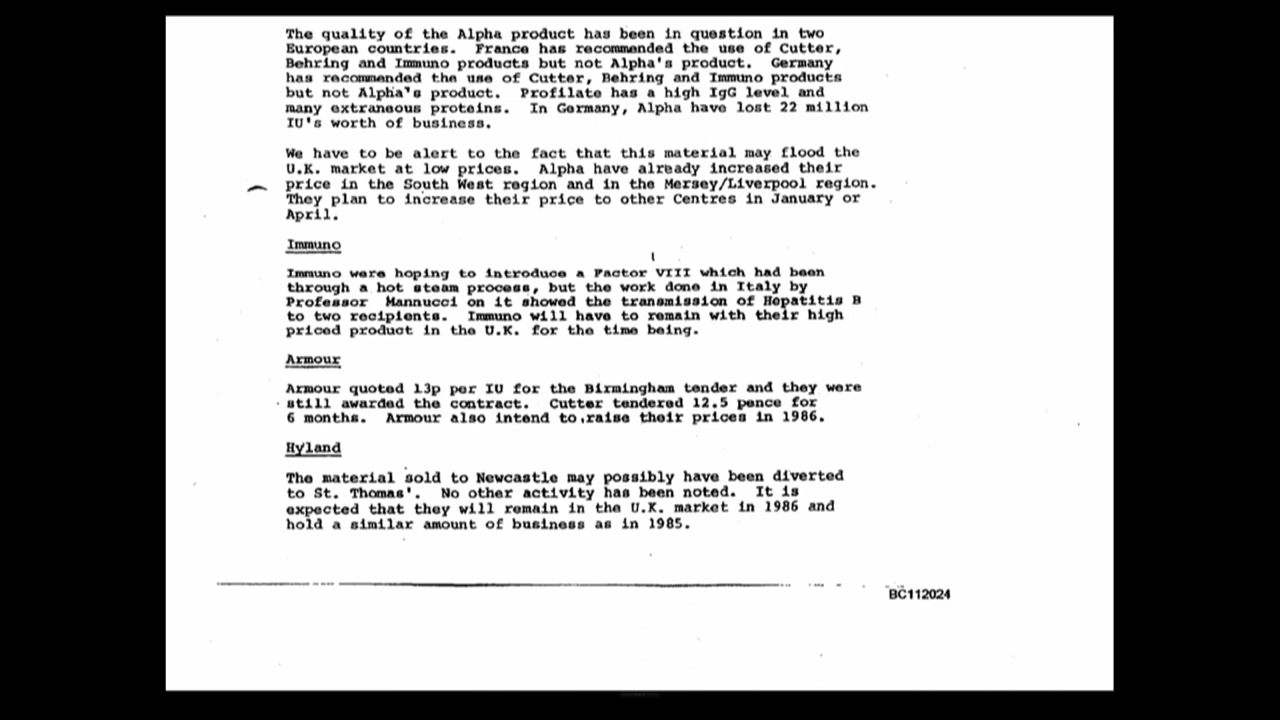 The quality of the Alpha product has been in question in two
European countries. France has recommended the use of Cutter,
Behring and Immuno products but not Alpha's product. Germany
has recommended the use of Cutter, Behring and Immuno products
but not Alpha's product. Profilate has a high IgG level and
many extraneous proteins. In Germany, Alpha have lost 22 million
IU's worth of business.
We have to be alert to the fact that this material may flood the
U.K. market at low prices. Alpha have already increased their
price in the South West region and in the Mersey/Liverpool region.
They plan to increase their price to other Centres in January or
April.
Immuno
Immuno were hoping to introduce a Factor VIII which had been
through a hot steam process, but the work done in Italy by
Professor Mannucci on it showed the transmission of Hepatitis B
to two recipients. Immuno will have to remain with their high
priced product in the U.K. for the time being.
Armour
Armour quoted 13p per IU for the Birmingham tender and they were
still awarded the contract. Cutter tendered 12.5 pence for
6 months. Armour also intend to raise their prices in 1986.
Hyland
The material sold to Newcastle may possibly have been diverted
to St. Thomas'. No other activity has been noted. It is
expected that they will remain in the U.K. market in 1986 and
hold a similar amount of business as in 1985.
BC112024